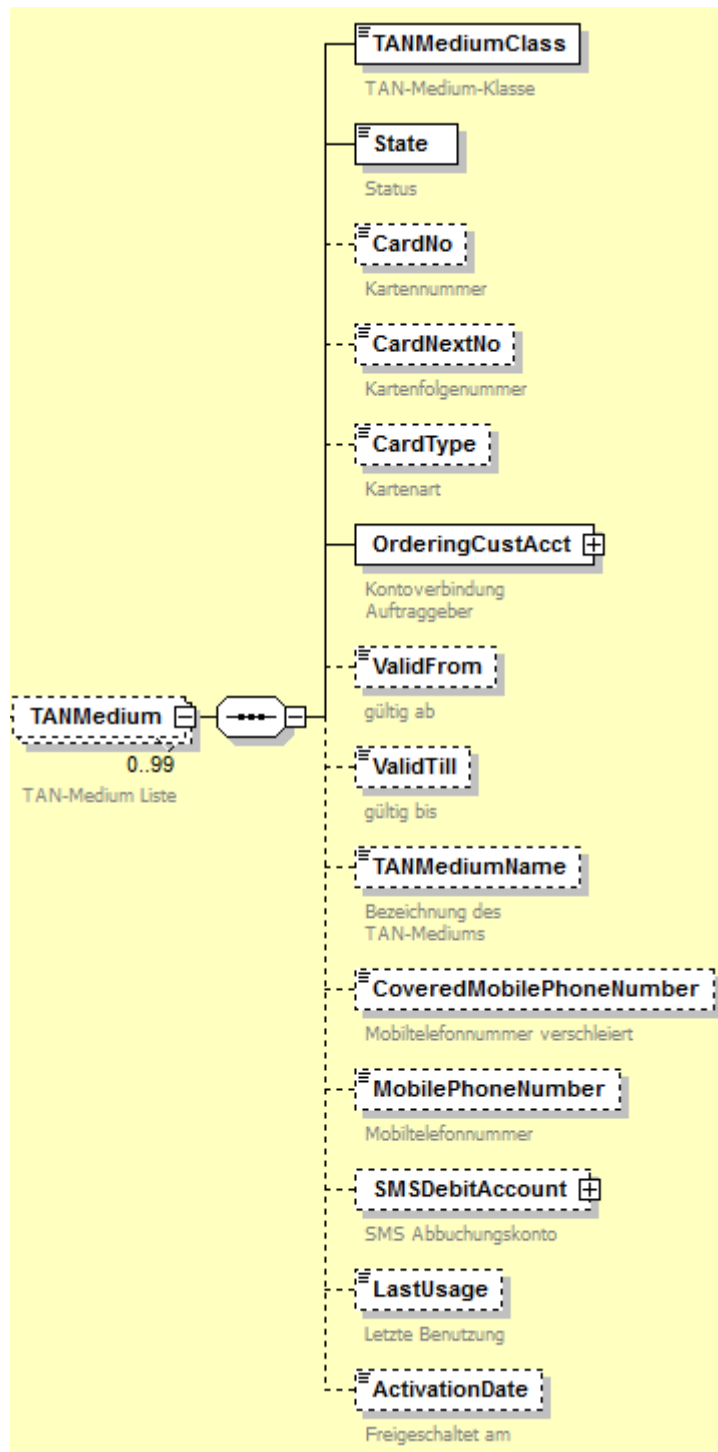 TANMediumClass
TAN-Medium-Klasse
State
Status
CardNo
Kartennummer
CardNextNo
Kartenfolgenummer
CardType
Kartenart
OrderingCustAcct
Kontoverbindung
Auftraggeber
ValidFrom
gültig ab
TANMedium
0..99
TAN-Medium Liste
ValidTill
gültig bis
TANMediumName
Bezeichnung des
TAN-Mediums
CoveredMobilePhoneNumber
Mobiltelefonnummer verschleiert
MobilePhoneNumber
Mobiltelefonnummer
SMSDebitAccount
SMS Abbuchungskonto
LastUsage
Letzte Benutzung
ActivationDate
Freigeschaltet am